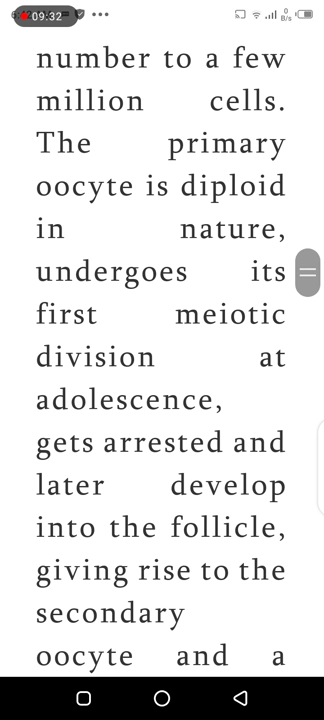 09:32
0
B/s
number to a few
million cells.
The primary
oocyte is diploid
in nature,
undergoes its
first meiotic
division at
adolescence,
gets arrested and
later develop
into the follicle,
giving rise to the
secondary
oocyte and a